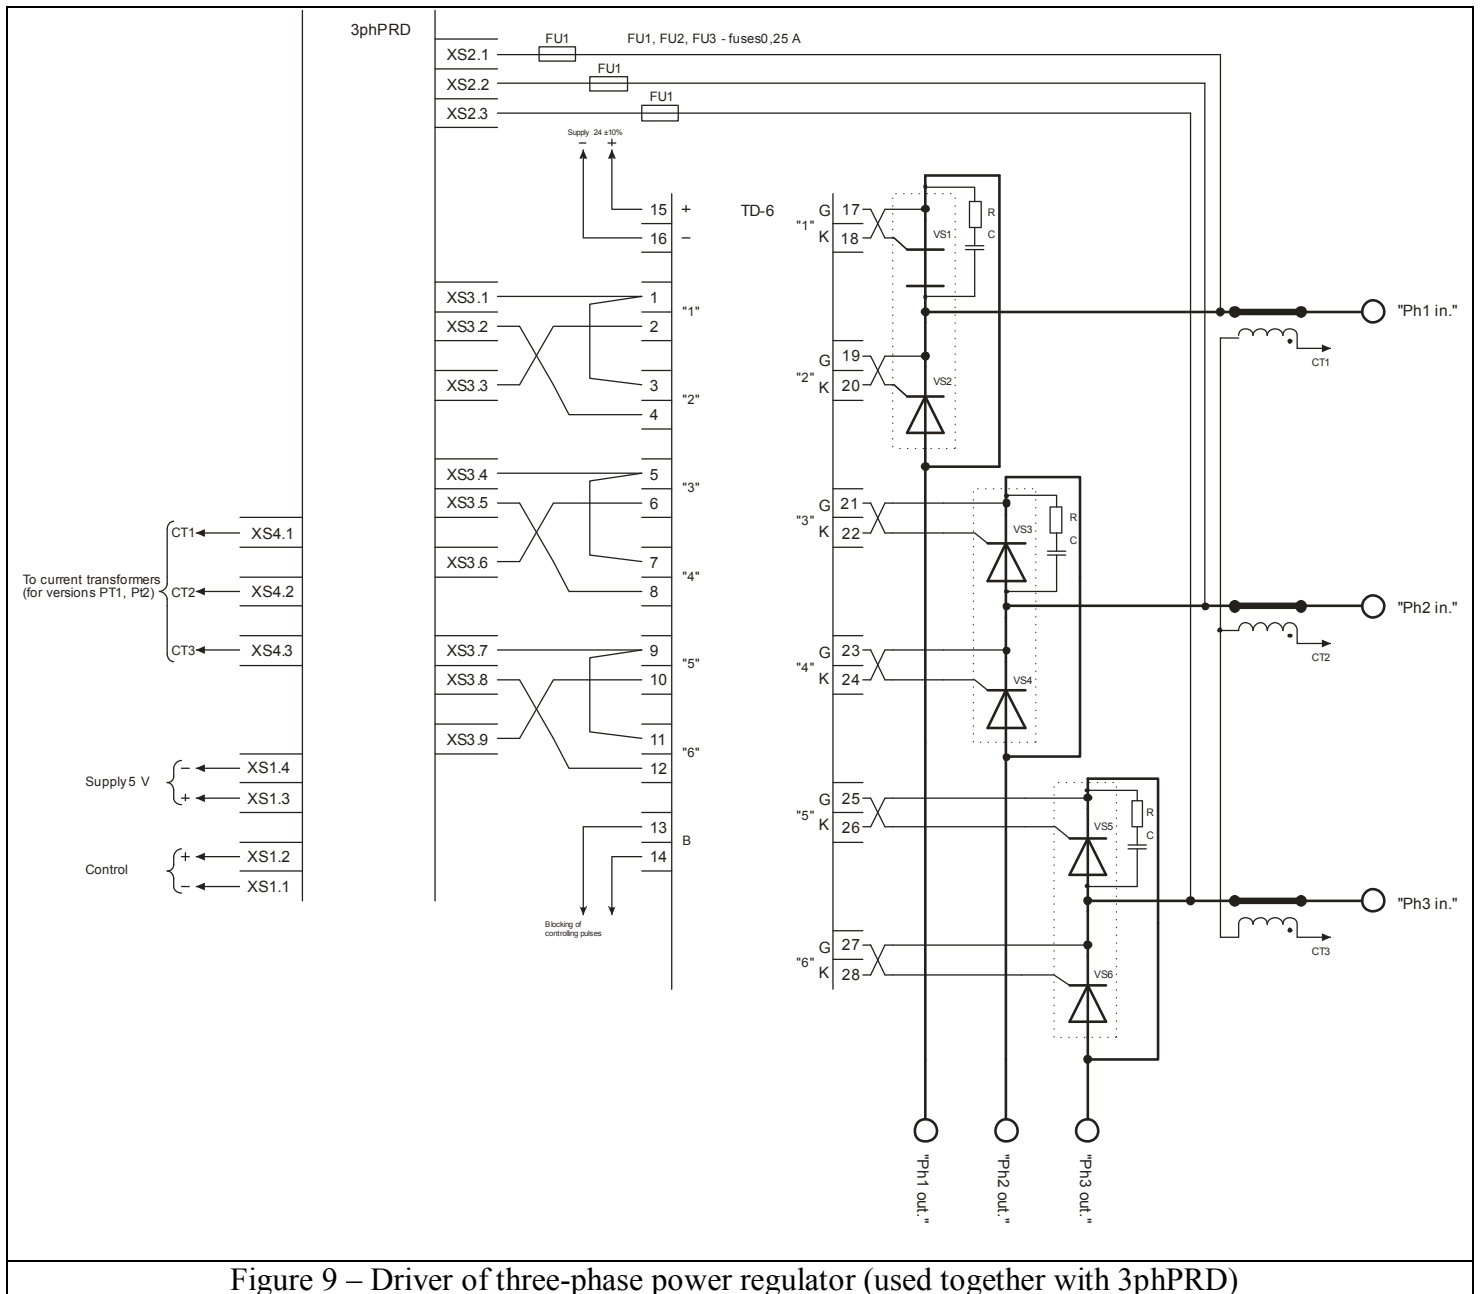 3phPRD
XS2.1
FU1
FU1, FU2, FU3 - fuses0,25 A
XS2.2
FU1
XS2.3
FU1
Supply 24 ±10%
− +
15 +
16 −
TD-6
"1"
G 17
K 18
VS1
R
C
XS3.1
1
"1"
XS3.2
2
"Ph1 in."
CT1
XS3.3
3
"2"
4
"2"
G 19
K 20
VS2
XS3.4
5
"3"
XS3.5
6
XS3.6
7
"4"
8
"3"
G 21
K 22
VS3
R
C
To current transformers
(for versions PT1, Pt2)
CT1
XS4.1
CT2
XS4.2
CT3
XS4.3
"Ph2 in."
CT2
XS3.7
9
"5"
XS3.8
10
XS3.9
11
"6"
12
"4"
G 23
K 24
VS4
Supply 5 V
− XS1.4
+ XS1.3
Control
+ XS1.2
− XS1.1
13
B
14
Blocking of
controlling pulses
"5"
G 25
K 26
VS5
R
C
"Ph3 in."
CT3
"6"
G 27
K 28
VS6
"Ph1 out."
"Ph2 out."
"Ph3 out."
Figure 9 – Driver of three-phase power regulator (used together with 3phPRD)